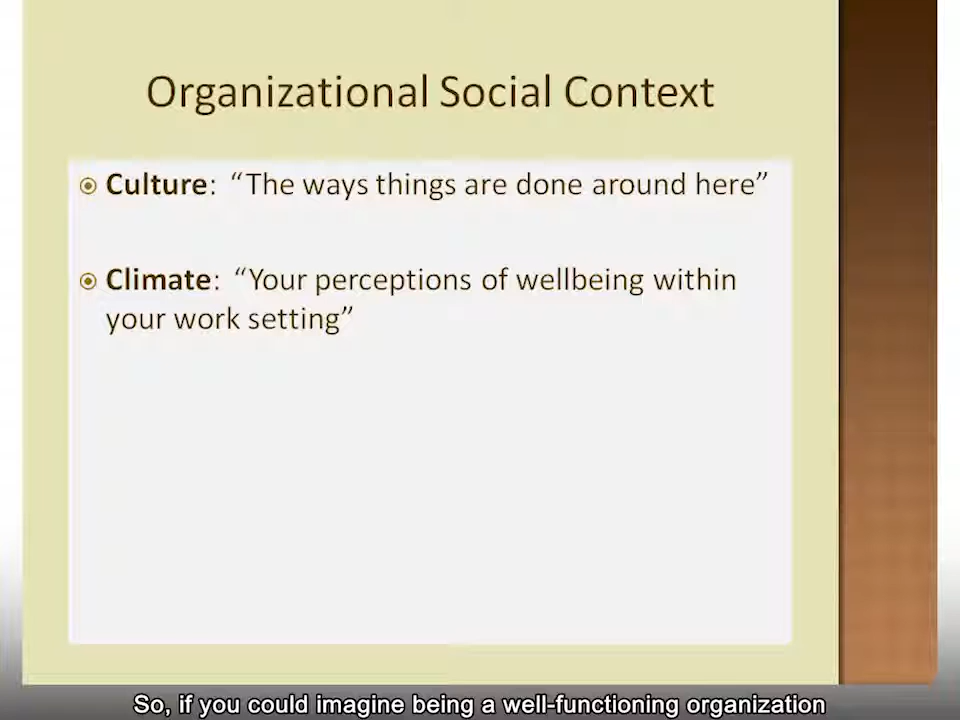 Organizational Social Context
Culture: “The ways things are done around here”
Climate: “Your perceptions of wellbeing within
your work setting”
So, if you could imagine being a well-functioning organization